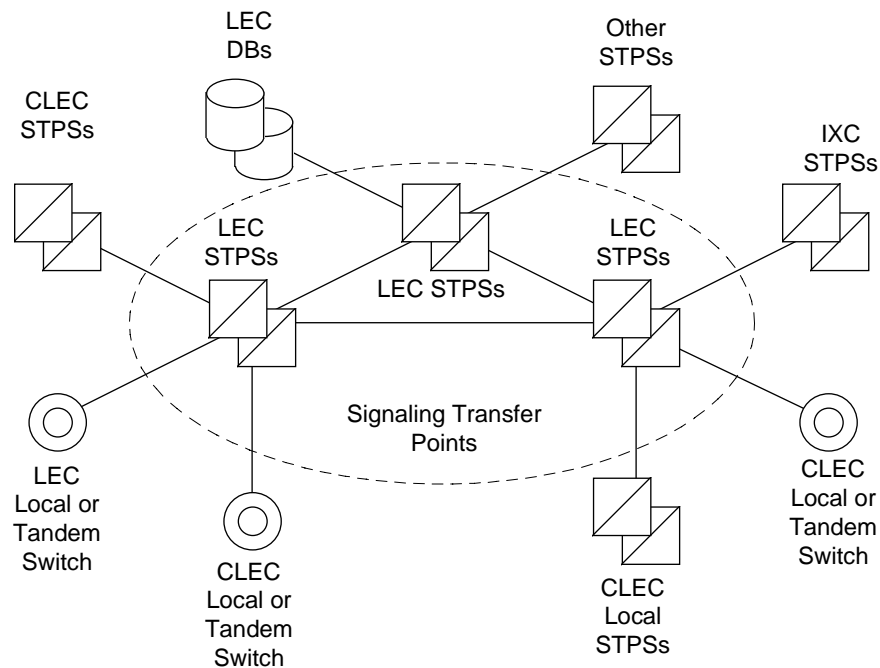 LEC
DBs
Other
STPSs
CLEC
STPSs
IXC
STPSs
LEC
STPSs
LEC
STPSs
LEC STPSs
Signaling Transfer
Points
LEC
Local or
Tandem
Switch
CLEC
Local or
Tandem
Switch
CLEC
Local or
Tandem
Switch
CLEC
Local
STPSs